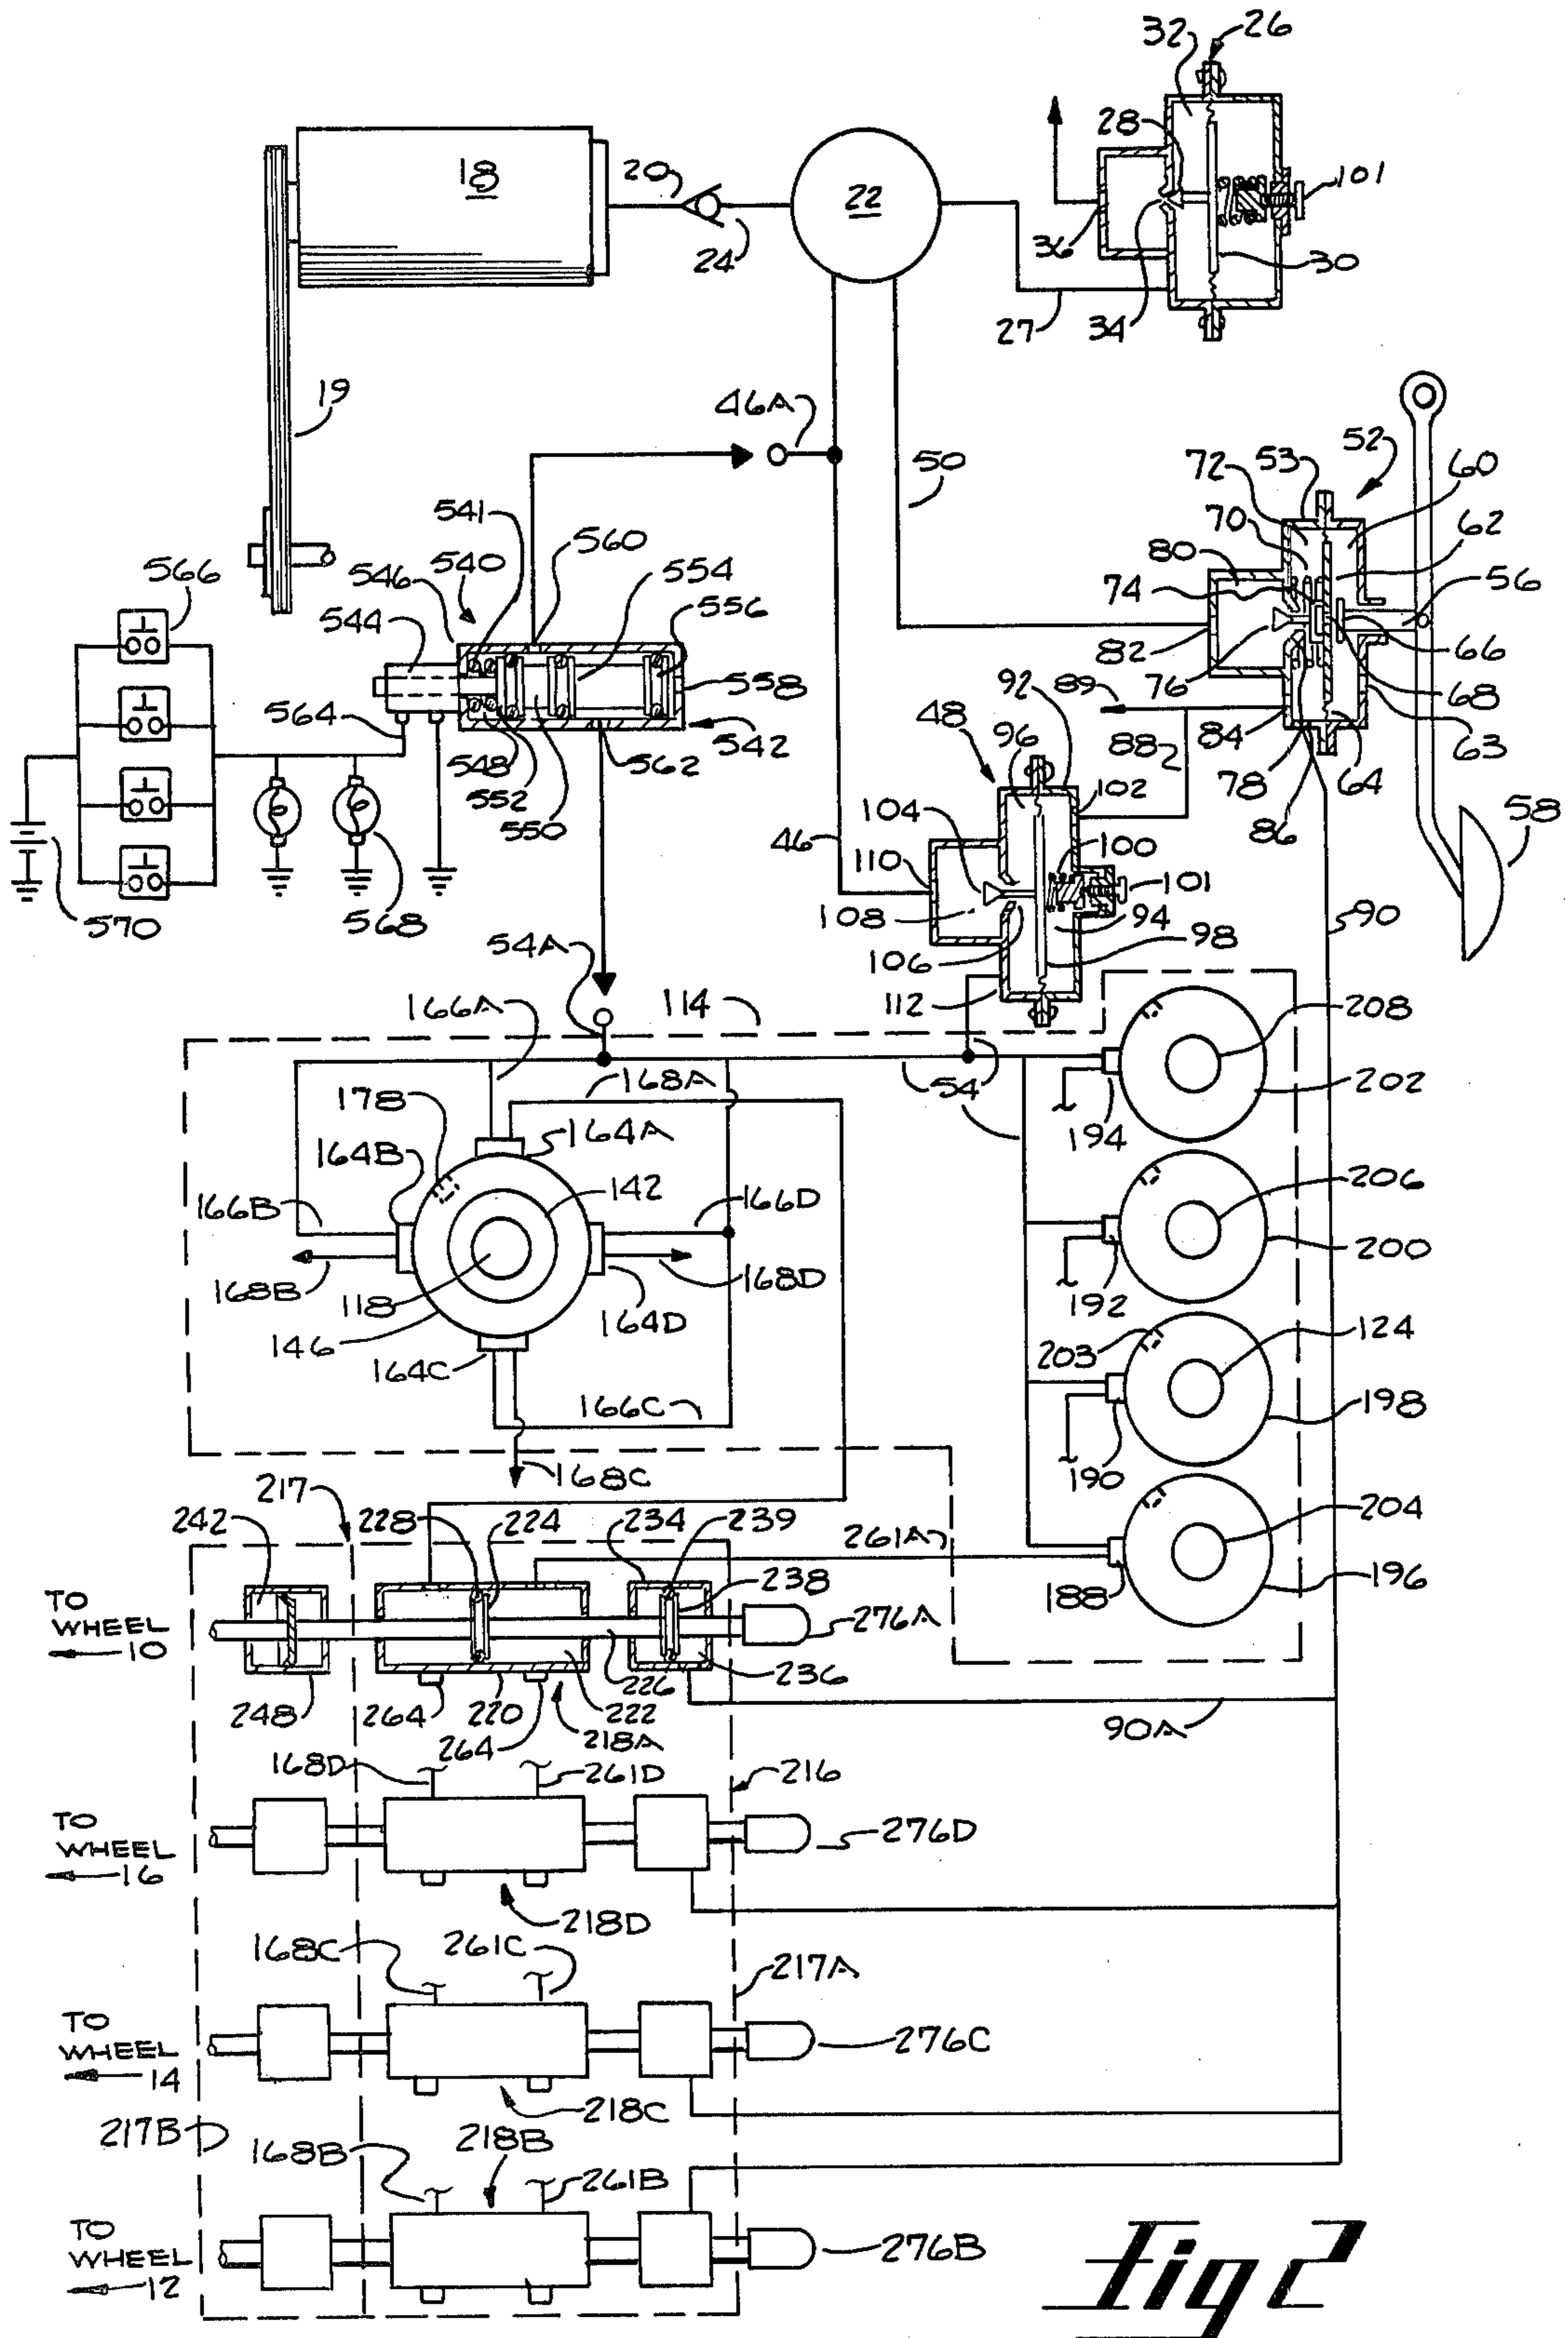 32 26
28
18 20 22 101
24 36 30
34
27
19
46A
52
50 72 53 60
541 70 62
566 546 540 560 554 80 56
544 556 74
82 66
558 76 68
564 92 89 63
48 96 84
542 88
548 562 78 64
552 102 86
550 104 58
46 100
110 101
568 108 94 90
570 54A 106 98
166A 114 112 208
168A 54 202
178
164A 194
164B
142 206
166B 166D
200
168B 118 168D 192
164D 203 124
146
164C
166C 198
190
168C
217
242 228 224 234 239 261A 204
238
TO
WHEEL
10
276A 188 196
236
226
248 264 220 222 90A
264 218A
168D 261D 216
TO
WHEEL
16
276D
218D
168C 261C
217A
TO
WHEEL
14
276C
218C
217B 218B
168B 261B
TO
WHEEL
12
276B
Fig 2